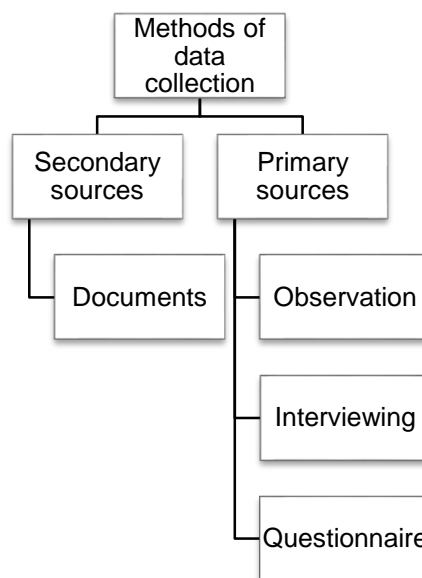 Methods of
data
collection
Secondary
sources
Primary
sources
Documents
Observation
Interviewing
Questionnaire